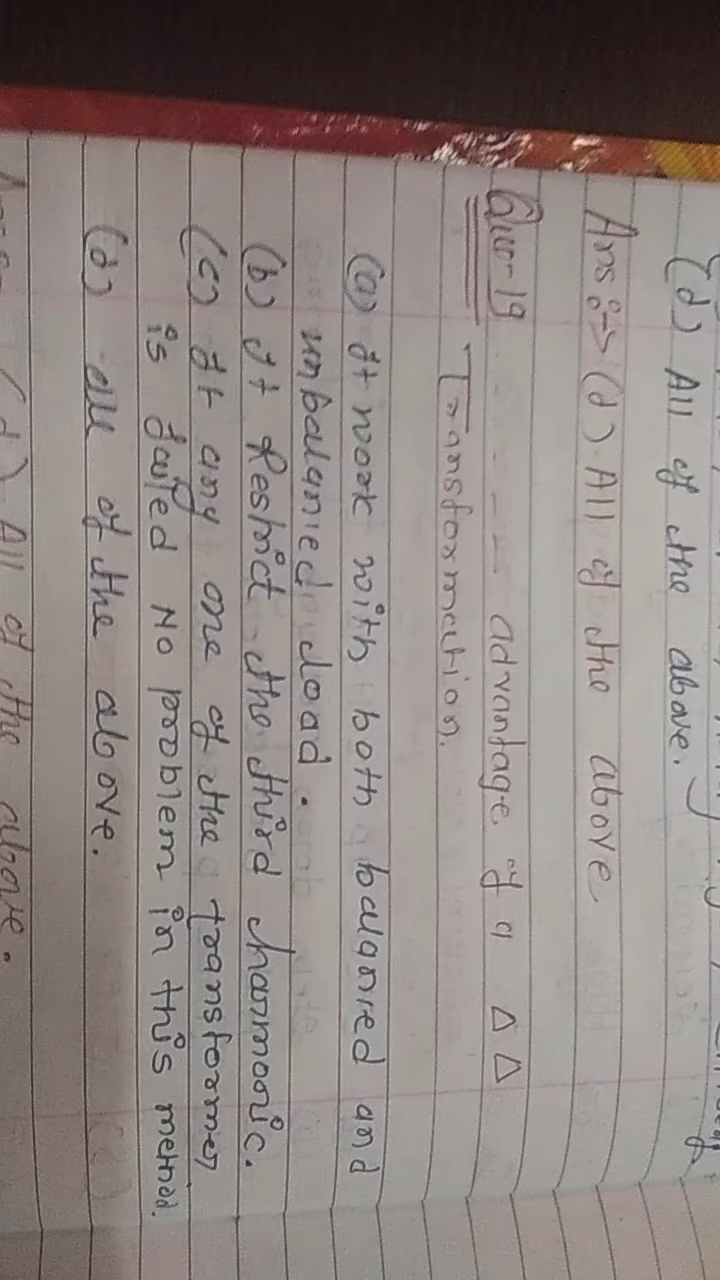 (d) All of the above.
Ans:→ (d) All of the above
Que-19 - - - - advantage of a Δ Δ
Transformation.
(a) It work with both balanced and
unbalanced load.
(b) It Restrict the third harmonic.
(c) If any one of the transformer
is failed No problem in this method.
(d) all of the above.
(d) All of the above.